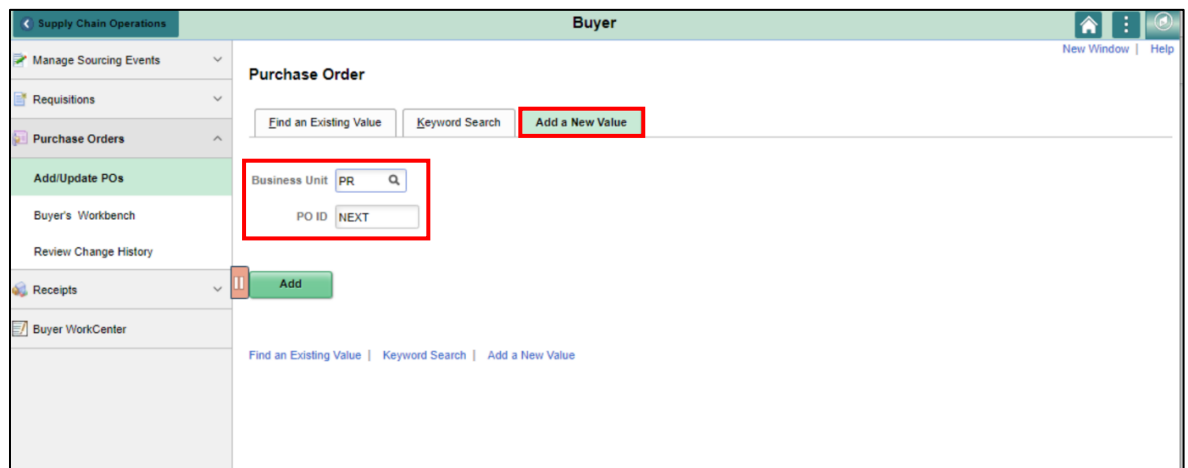 Supply Chain Operations
Buyer
New Window | Help
Manage Sourcing Events
Requisitions
Purchase Orders
Add/Update POs
Buyer's Workbench
Review Change History
Receipts
Buyer WorkCenter
Purchase Order
Find an Existing Value
Keyword Search
Add a New Value
Business Unit PR
PO ID NEXT
Add
Find an Existing Value | Keyword Search | Add a New Value